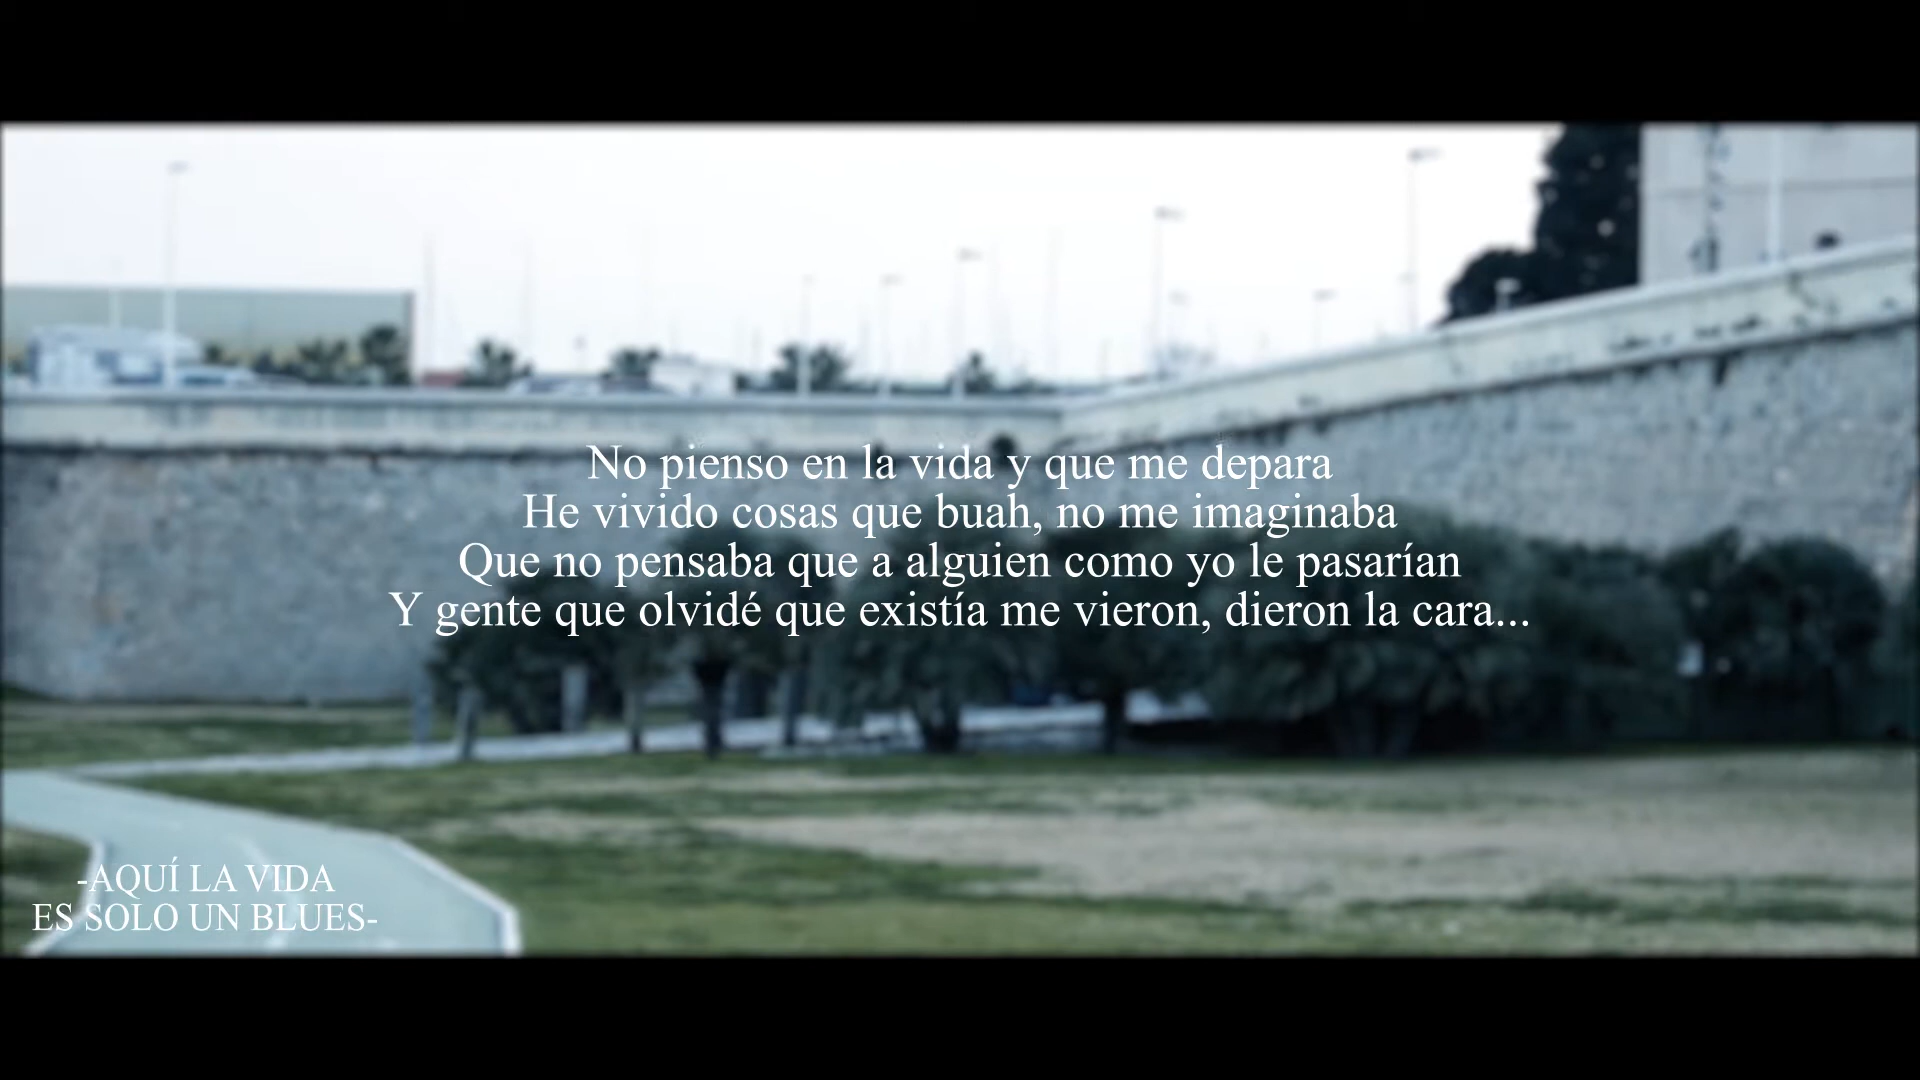 No pienso en la vida y que me depara
He vivido cosas que buah, no me imaginaba
Que no pensaba que a alguien como yo le pasarían
Y gente que olvidé que existía me vieron, dieron la cara...
-AQUÍ LA VIDA
ES SOLO UN BLUES-